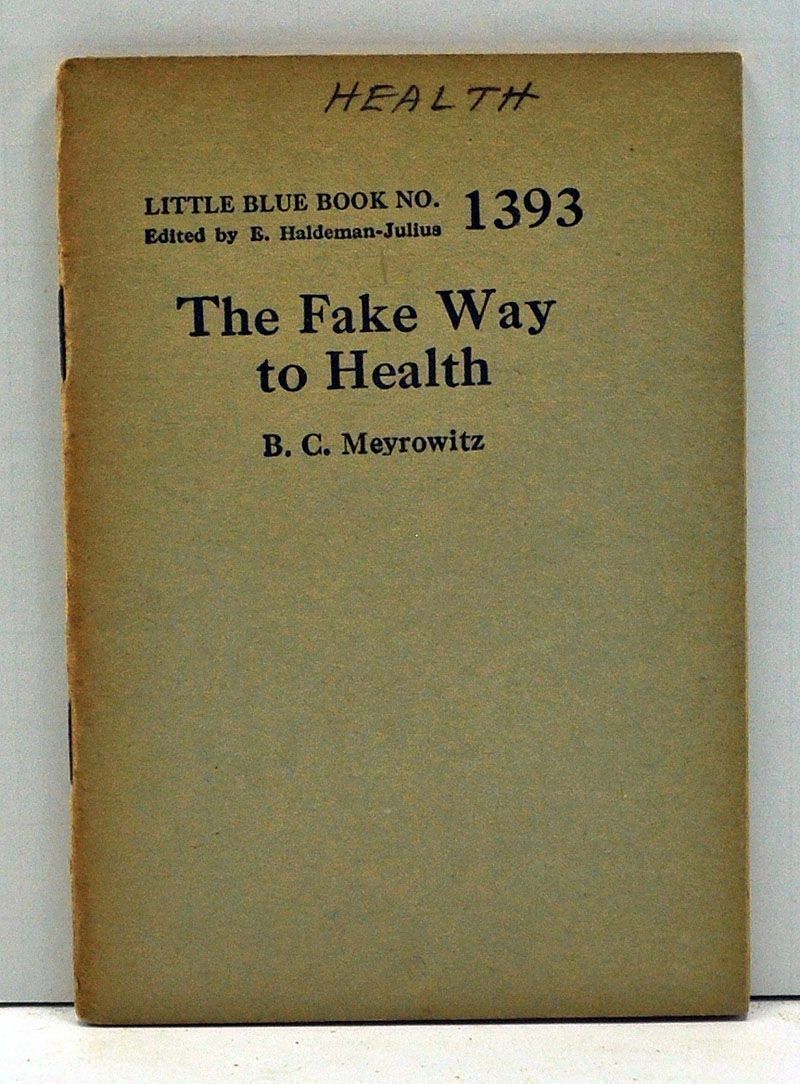 HEALTH
LITTLE BLUE BOOK NO. 1393
Edited by E. Haldeman-Julius
The Fake Way
to Health
B. C. Meyrowitz